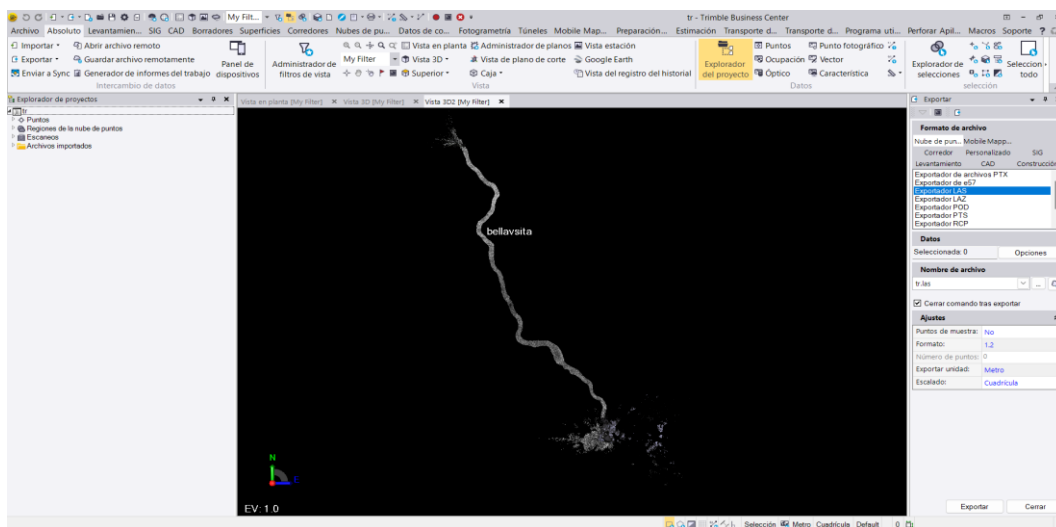 My Filt...
tr - Trimble Business Center
Archivo Absoluto Levantamien... SIG CAD Borradores Superficies Corredores Nubes de pu... Datos de co... Fotogrametría Túneles Mobile Map... Preparación... Estimación Transporte d... Transporte d... Programa uti... Perforar Apil... Macros Soporte
Importar
Exportar
Enviar a Sync
Abrir archivo remoto
Guardar archivo remotamente
Generador de informes del trabajo
Panel de
dispositivos
Intercambio de datos
Administrador de
filtros de vista
My Filter
Vista en planta
Vista 3D
Superior
Administrador de planos
Vista de plano de corte
Caja
Vista estación
Google Earth
Vista del registro del historial
Vista
Explorador
del proyecto
Puntos
Ocupación
Óptico
Punto fotográfico
Vector
Característica
Datos
Explorador de
selecciones
Seleccion
todo
selección
Explorador de proyectos
tr
Puntos
Regiones de la nube de puntos
Escaneos
Archivos importados
Vista en planta [My Filter] Vista 3D [My Filter] Vista 3D2 [My Filter]
bellavsita
N
E
EV: 1.0
Exportar
Formato de archivo
Nube de pun... Mobile Mapp...
Corredor Personalizado SIG
Levantamiento CAD Construcción
Exportador de archivos PTX
Exportador de e57
Exportador LAS
Exportador LAZ
Exportador POD
Exportador PTS
Exportador RCP
Datos
Seleccionada: 0 Opciones
Nombre de archivo
tr.las ...
Cerrar comando tras exportar
Ajustes
Puntos de muestra: No
Formato: 1.2
Número de puntos: 0
Exportar unidad: Metro
Escalado: Cuadrícula
Exportar Cerrar
Selección Metro Cuadrícula Default 0